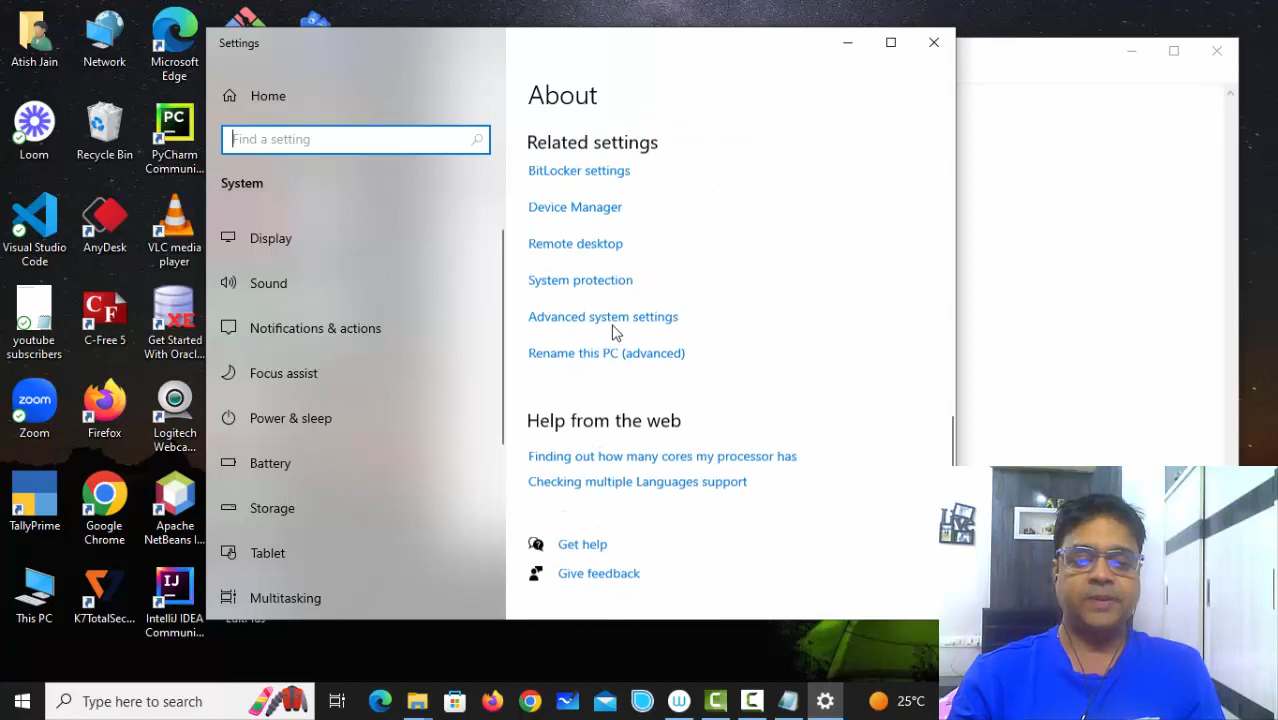 Atish Jain
Network
Microsoft
Edge
Loom
Recycle Bin
PC
PyCharm
Communi...
Visual Studio
Code
AnyDesk
VLC media
player
youtube
subscribers
CF
C-Free 5
XE
Get Started
With Oracl...
zoom
Zoom
Firefox
Logitech
Webca...
TallyPrime
Google
Chrome
Apache
NetBeans I...
This PC
K7TotalSec...
IJ
IntelliJ IDEA
Communi...
Settings
Home
Find a setting
System
Display
Sound
Notifications & actions
Focus assist
Power & sleep
Battery
Storage
Tablet
Multitasking
About
Related settings
BitLocker settings
Device Manager
Remote desktop
System protection
Advanced system settings
Rename this PC (advanced)
Help from the web
Finding out how many cores my processor has
Checking multiple Languages support
Get help
Give feedback
Type here to search
25°C